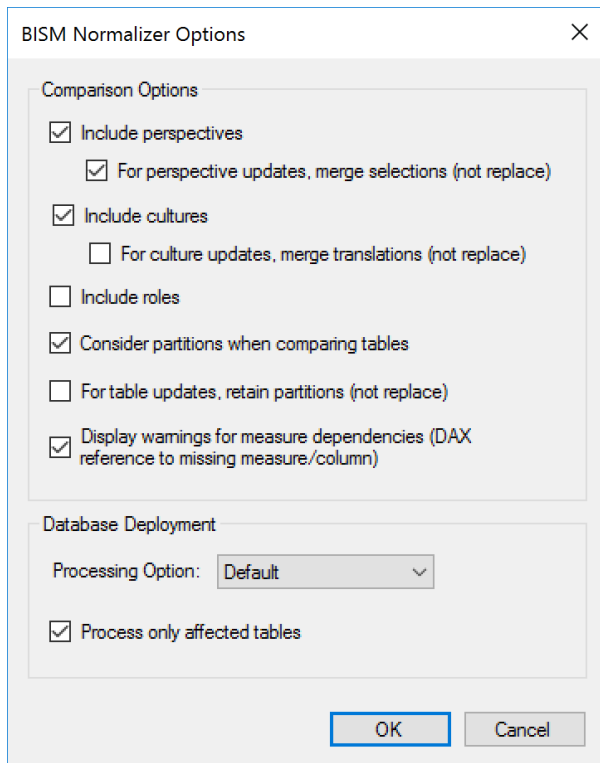 BISM Normalizer Options
Comparison Options
Include perspectives
For perspective updates, merge selections (not replace)
Include cultures
For culture updates, merge translations (not replace)
Include roles
Consider partitions when comparing tables
For table updates, retain partitions (not replace)
Display warnings for measure dependencies (DAX
reference to missing measure/column)
Database Deployment
Processing Option: Default
Process only affected tables
OK Cancel